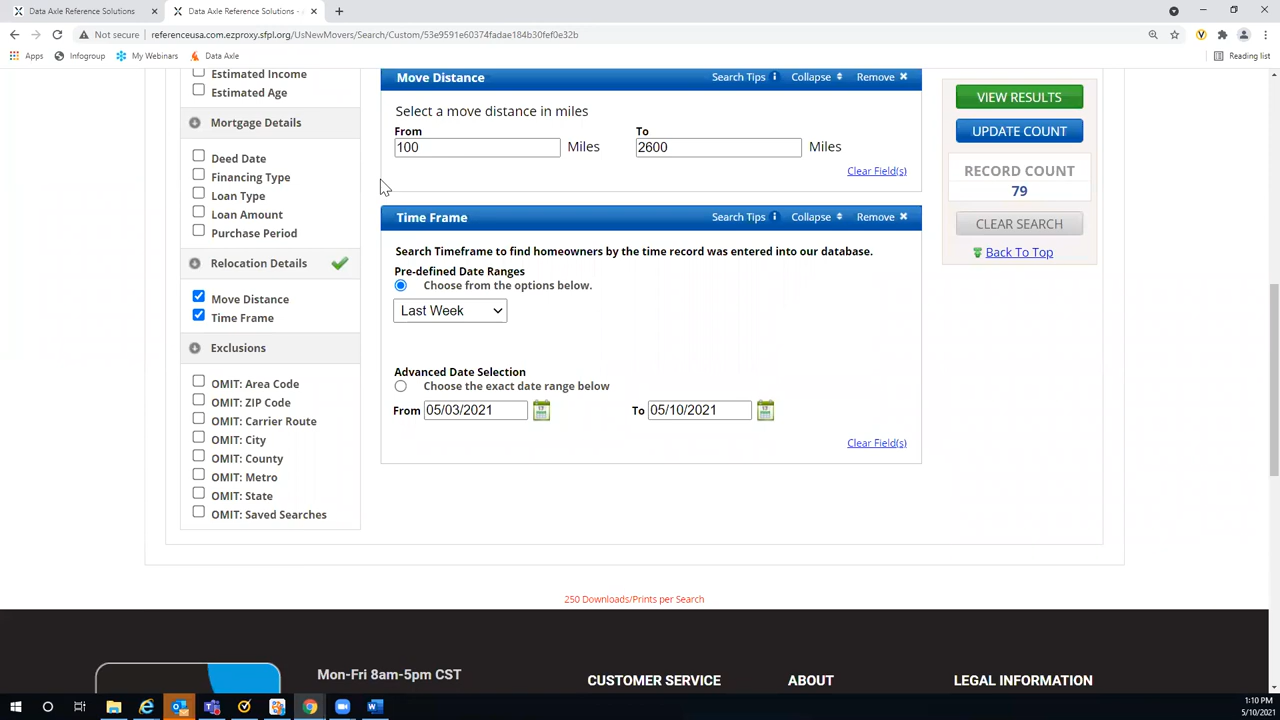 Data Axle Reference Solutions
Data Axle Reference Solutions -
Not secure
referenceusa.com.ezproxy.sfpl.org/UsNewMovers/Search/Custom/53e9591e60374fadae184b30fef0e32b
Apps
Infogroup
My Webinars
Data Axle
Reading list
Estimated Income
Estimated Age
Mortgage Details
Deed Date
Financing Type
Loan Type
Loan Amount
Purchase Period
Relocation Details
Move Distance
Time Frame
Exclusions
OMIT: Area Code
OMIT: ZIP Code
OMIT: Carrier Route
OMIT: City
OMIT: County
OMIT: Metro
OMIT: State
OMIT: Saved Searches
Move Distance
Search Tips i
Collapse
Remove
Select a move distance in miles
From
To
100
Miles
2600
Miles
Clear Field(s)
Time Frame
Search Tips i
Collapse
Remove
Search Timeframe to find homeowners by the time record was entered into our database.
Pre-defined Date Ranges
Choose from the options below.
Last Week
Advanced Date Selection
Choose the exact date range below
From 05/03/2021
To 05/10/2021
Clear Field(s)
VIEW RESULTS
UPDATE COUNT
RECORD COUNT
79
CLEAR SEARCH
Back To Top
250 Downloads/Prints per Search
Mon-Fri 8am-5pm CST
CUSTOMER SERVICE
ABOUT
LEGAL INFORMATION
1:10 PM
5/10/2021